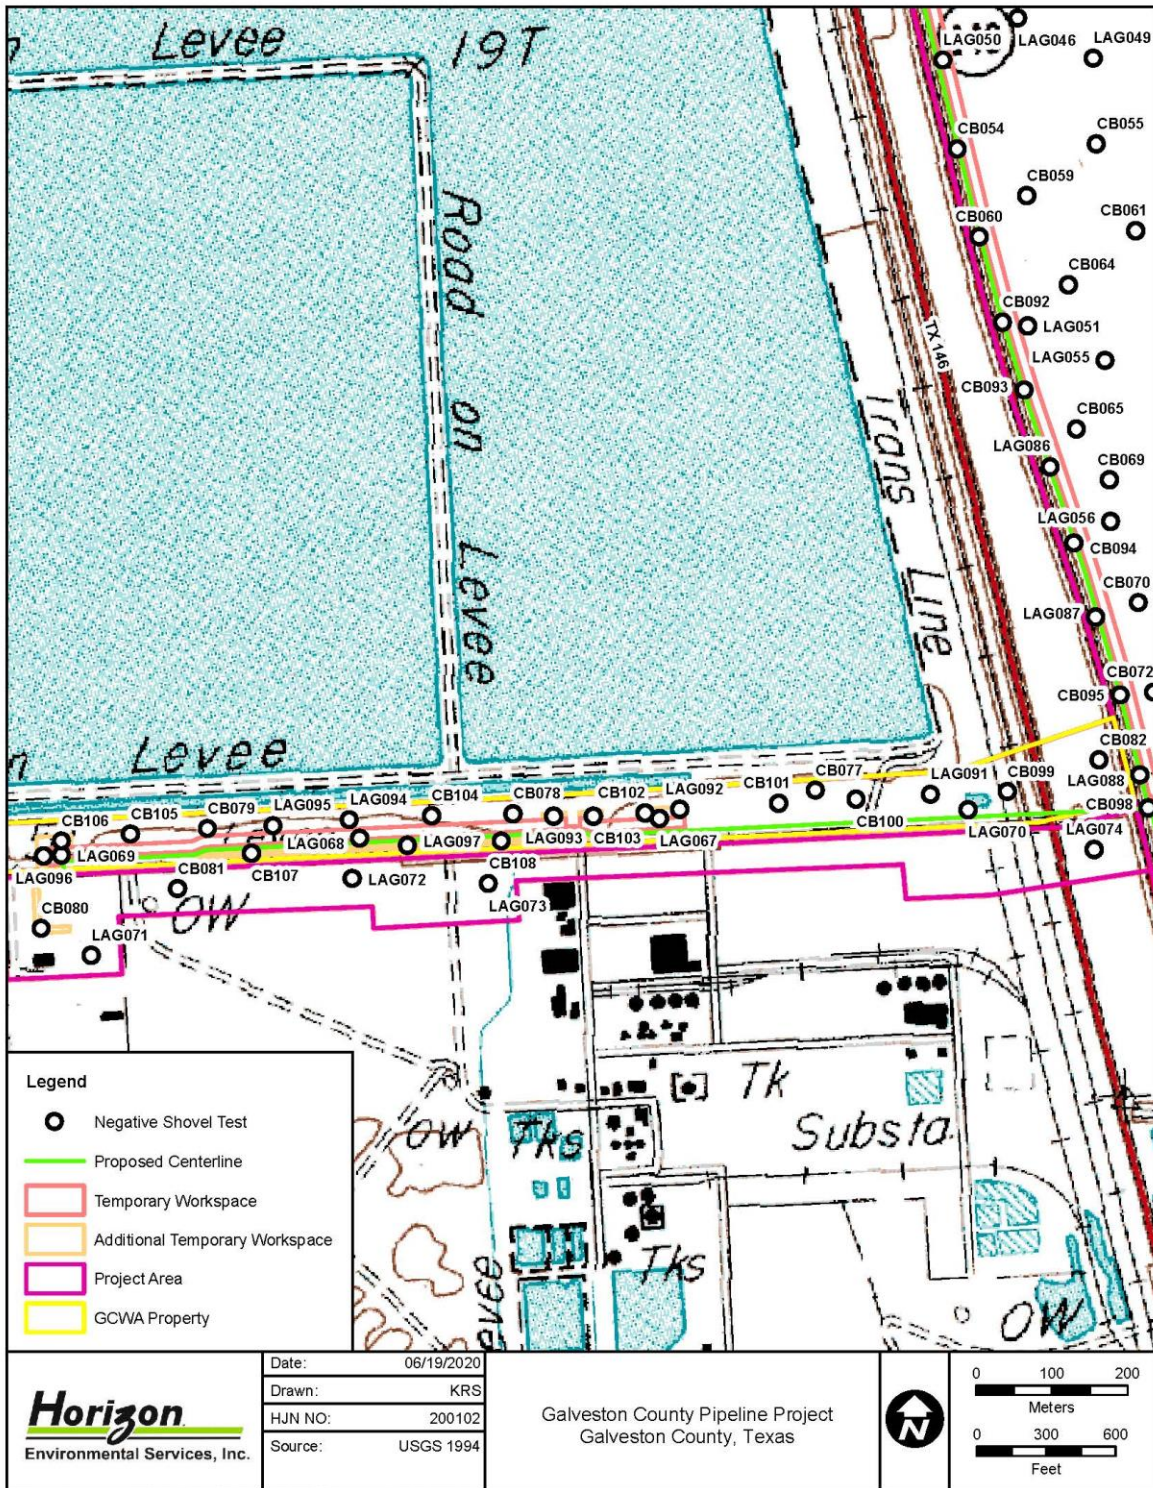 Levee
19T
LAG050
LAG046
LAG049
CB054
CB055
CB059
CB060
CB061
CB064
CB092
LAG051
LAG055
CB093
CB065
LAG086
CB069
LAG056
CB094
CB070
LAG087
CB072
CB095
CB082
LAG088
CB098
TX 146
Road on Levee
Trans Line
Levee
CB106
CB105
CB079
LAG095
LAG094
CB104
CB078
CB102
LAG092
CB101
CB077
LAG091
CB099
LAG069
LAG068
LAG097
LAG093
CB103
LAG067
CB100
LAG070
LAG074
LAG096
CB081
CB107
LAG072
CB108
LAG073
CB080
LAG071
OW
Tk
OW
Tks
Substa.
Tks
evee
OW
Legend
Negative Shovel Test
Proposed Centerline
Temporary Workspace
Additional Temporary Workspace
Project Area
GCWA Property
Horizon
Environmental Services, Inc.
Date: 06/19/2020
Drawn: KRS
HJN NO: 200102
Source: USGS 1994
Galveston County Pipeline Project
Galveston County, Texas
N
0 100 200
Meters
0 300 600
Feet